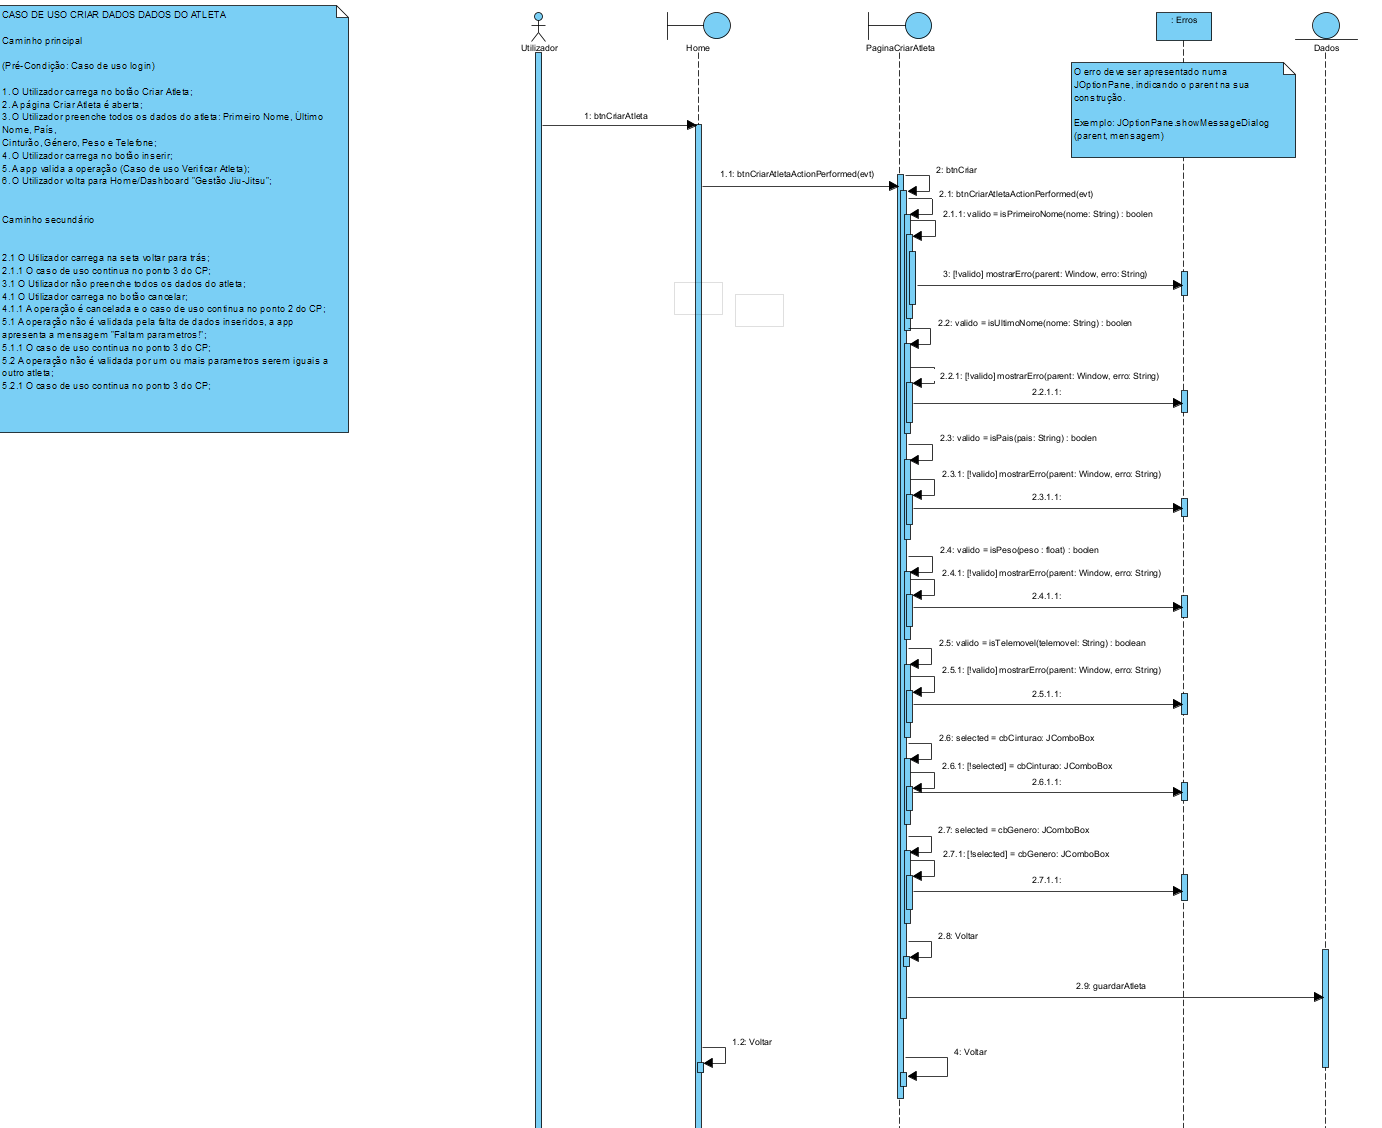 CASO DE USO CRIAR DADOS DADOS DO ATLETA
Caminho principal
(Pré-Condição: Caso de uso login)
1. O Utilizador carrega no botão Criar Atleta;
2. A página Criar Atleta é aberta;
3. O Utilizador preenche todos os dados do atleta: Primeiro Nome, Último
Nome, País,
Cinturão, Género, Peso e Telefone;
4. O Utilizador carrega no botão inserir;
5. A app valida a operação (Caso de uso Verificar Atleta);
6. O Utilizador volta para Home/Dashboard "Gestão Jiu-Jitsu";
Caminho secundário
2.1 O Utilizador carrega na seta voltar para trás;
2.1.1 O caso de uso continua no ponto 3 do CP;
3.1 O Utilizador não preenche todos os dados do atleta;
4.1 O Utilizador carrega no botão cancelar;
4.1.1 A operação é cancelada e o caso de uso continua no ponto 2 do CP;
5.1 A operação não é validada pela falta de dados inseridos, a app
apresenta a mensagem "Faltam parametros!";
5.1.1 O caso de uso continua no ponto 3 do CP;
5.2 A operação não é validada por um ou mais parametros serem iguais a
outro atleta;
5.2.1 O caso de uso continua no ponto 3 do CP;
Utilizador
Home
PaginaCriarAtleta
: Erros
Dados
O erro deve ser apresentado numa
JOptionPane, indicando o parent na sua
construção.
Exemplo: JOptionPane.showMessageDialog
(parent, mensagem)
1: btnCriarAtleta
1.1: btnCriarAtletaActionPerformed(evt)
2: btnCriar
2.1: btnCriarAtletaActionPerformed(evt)
2.1.1: valido = isPrimeiroNome(nome: String) : boolen
3: [!valido] mostrarErro(parent: Window, erro: String)
2.2: valido = isUltimoNome(nome: String) : boolen
2.2.1: [!valido] mostrarErro(parent: Window, erro: String)
2.2.1.1:
2.3: valido = isPais(pais: String) : boolen
2.3.1: [!valido] mostrarErro(parent: Window, erro: String)
2.3.1.1:
2.4: valido = isPeso(peso : float) : boolen
2.4.1: [!valido] mostrarErro(parent: Window, erro: String)
2.4.1.1:
2.5: valido = isTelemovel(telemovel: String) : boolean
2.5.1: [!valido] mostrarErro(parent: Window, erro: String)
2.5.1.1:
2.6: selected = cbCinturao: JComboBox
2.6.1: [!selected] = cbCinturao: JComboBox
2.6.1.1:
2.7: selected = cbGenero: JComboBox
2.7.1: [!selected] = cbGenero: JComboBox
2.7.1.1:
2.8: Voltar
2.9: guardarAtleta
1.2: Voltar
4: Voltar